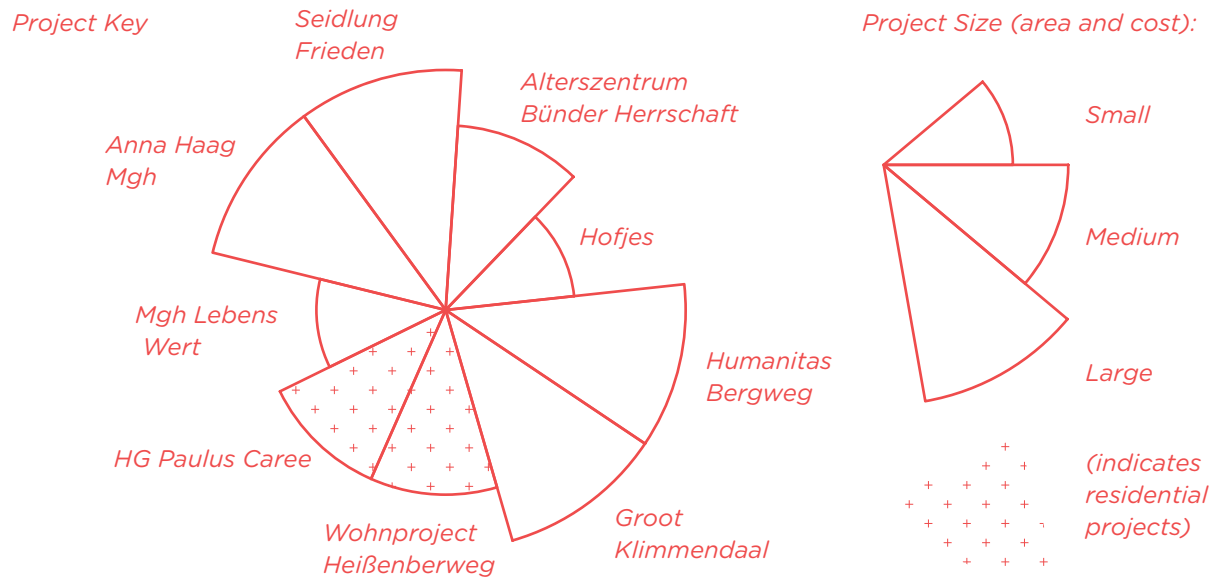 Project Key
Seidlung
Frieden
Project Size (area and cost):
Alterszentrum
Bünder Herrschaft
Small
Anna Haag
Mgh
Hofjes
Medium
Mgh Lebens
Wert
Humanitas
Bergweg
Large
HG Paulus Caree
Wohnproject
Heißenberweg
Groot
Klimmendaal
(indicates
residential
projects)